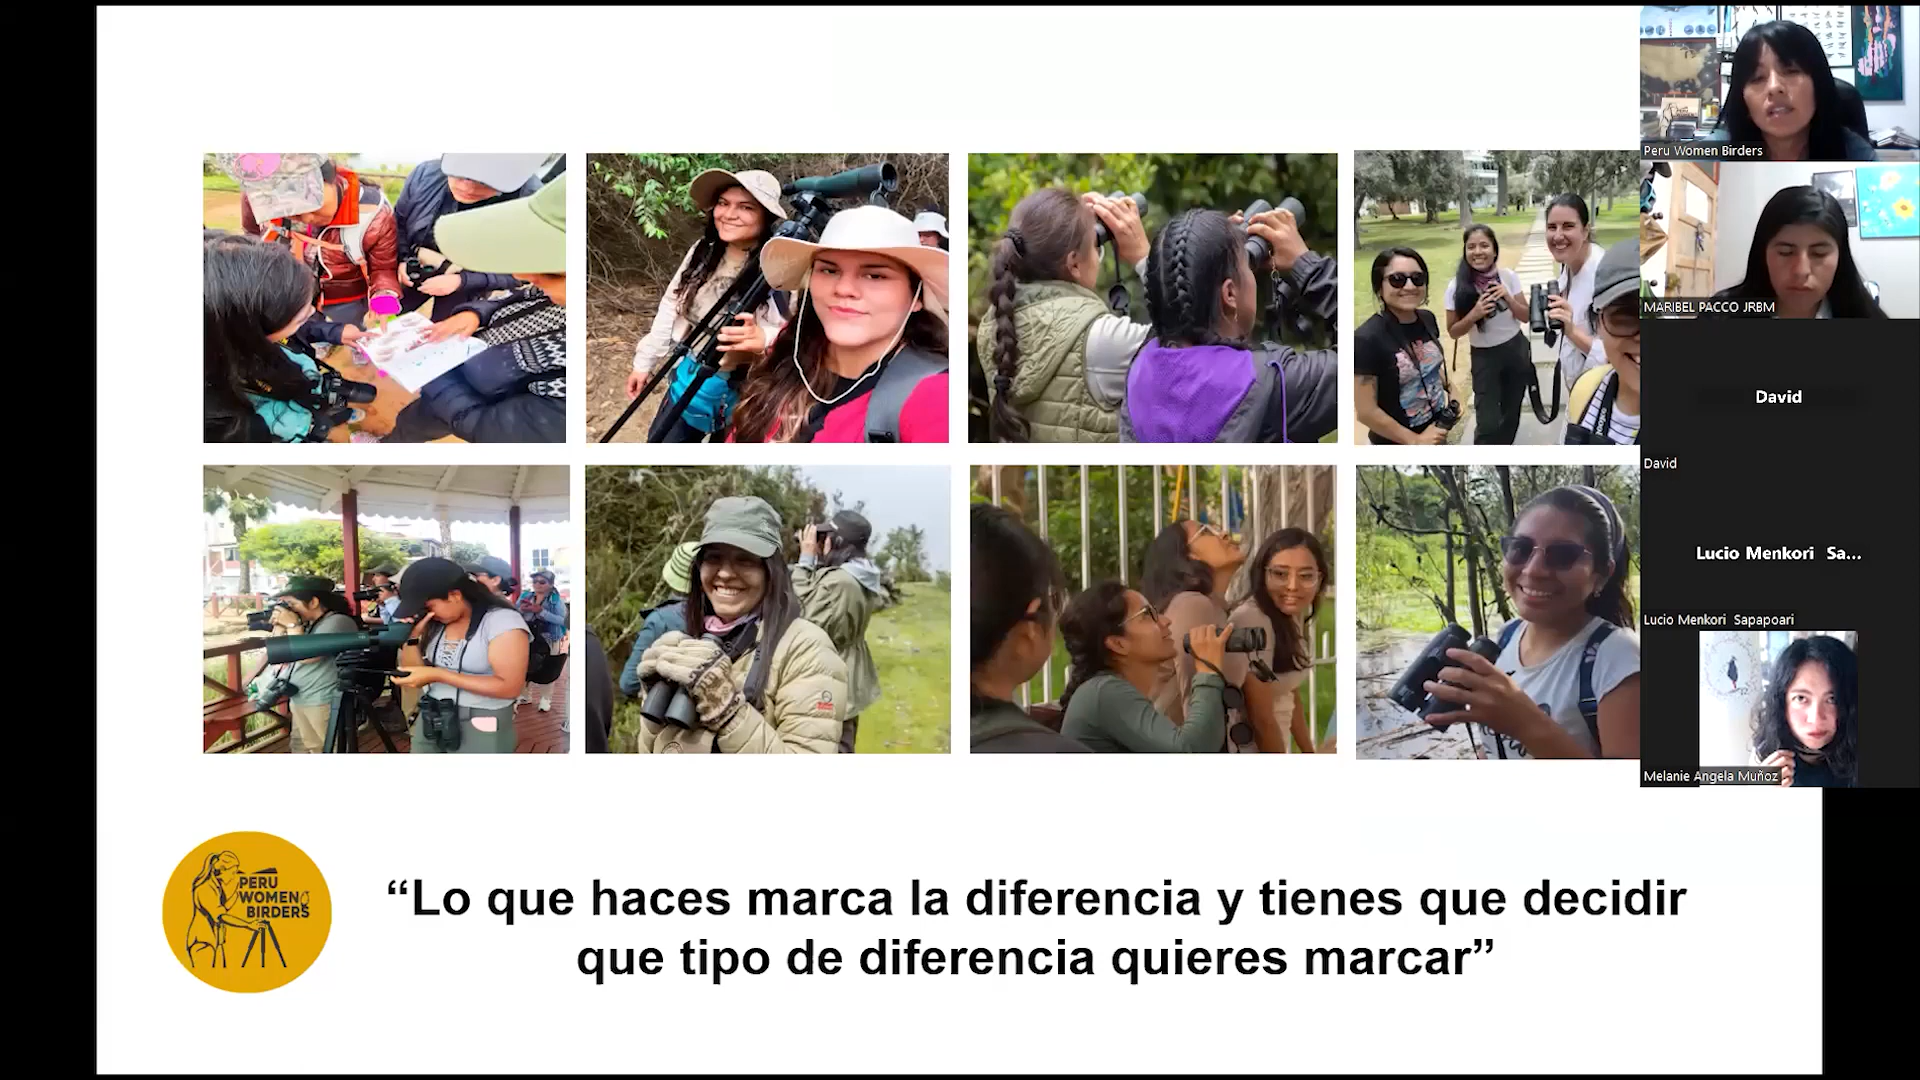 Peru Women Birders
MARIBEL PACCO JRBM
David
David
Lucio Menkori Sa...
Lucio Menkori Sapapoari
Melanie Angela Muñoz
PERU
WOMEN
BIRDERS
“Lo que haces marca la diferencia y tienes que decidir
que tipo de diferencia quieres marcar”